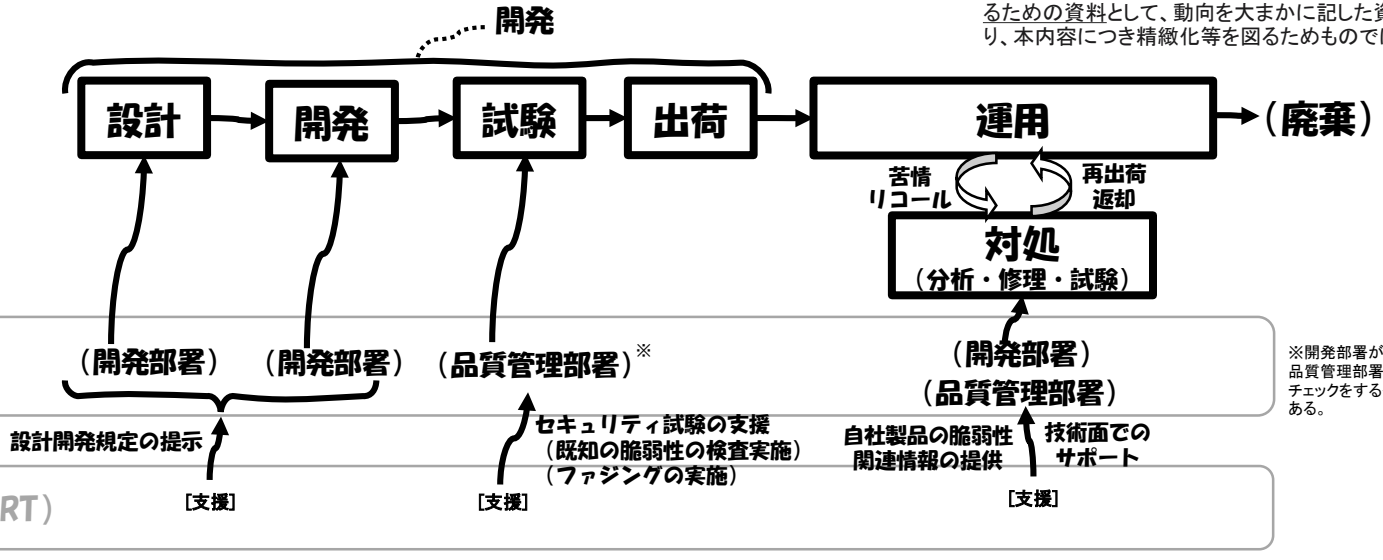 開発
るための資料として、動向を大まかに記した資
り、本内容につき精緻化等を図るためものでに
設計
開発
試験
出荷
運用
(廃棄)
苦情
リコール
再出荷
返却
対処
(分析・修理・試験)
(開発部署)
(開発部署)
(品質管理部署)※
(開発部署)
(品質管理部署)
※開発部署が
品質管理部署
チェックをする
ある。
設計開発規定の提示
セキュリティ試験の支援
(既知の脆弱性の検査実施)
(ファジングの実施)
自社製品の脆弱性
関連情報の提供
技術面での
サポート
[支援]
[支援]
[支援]
RT)